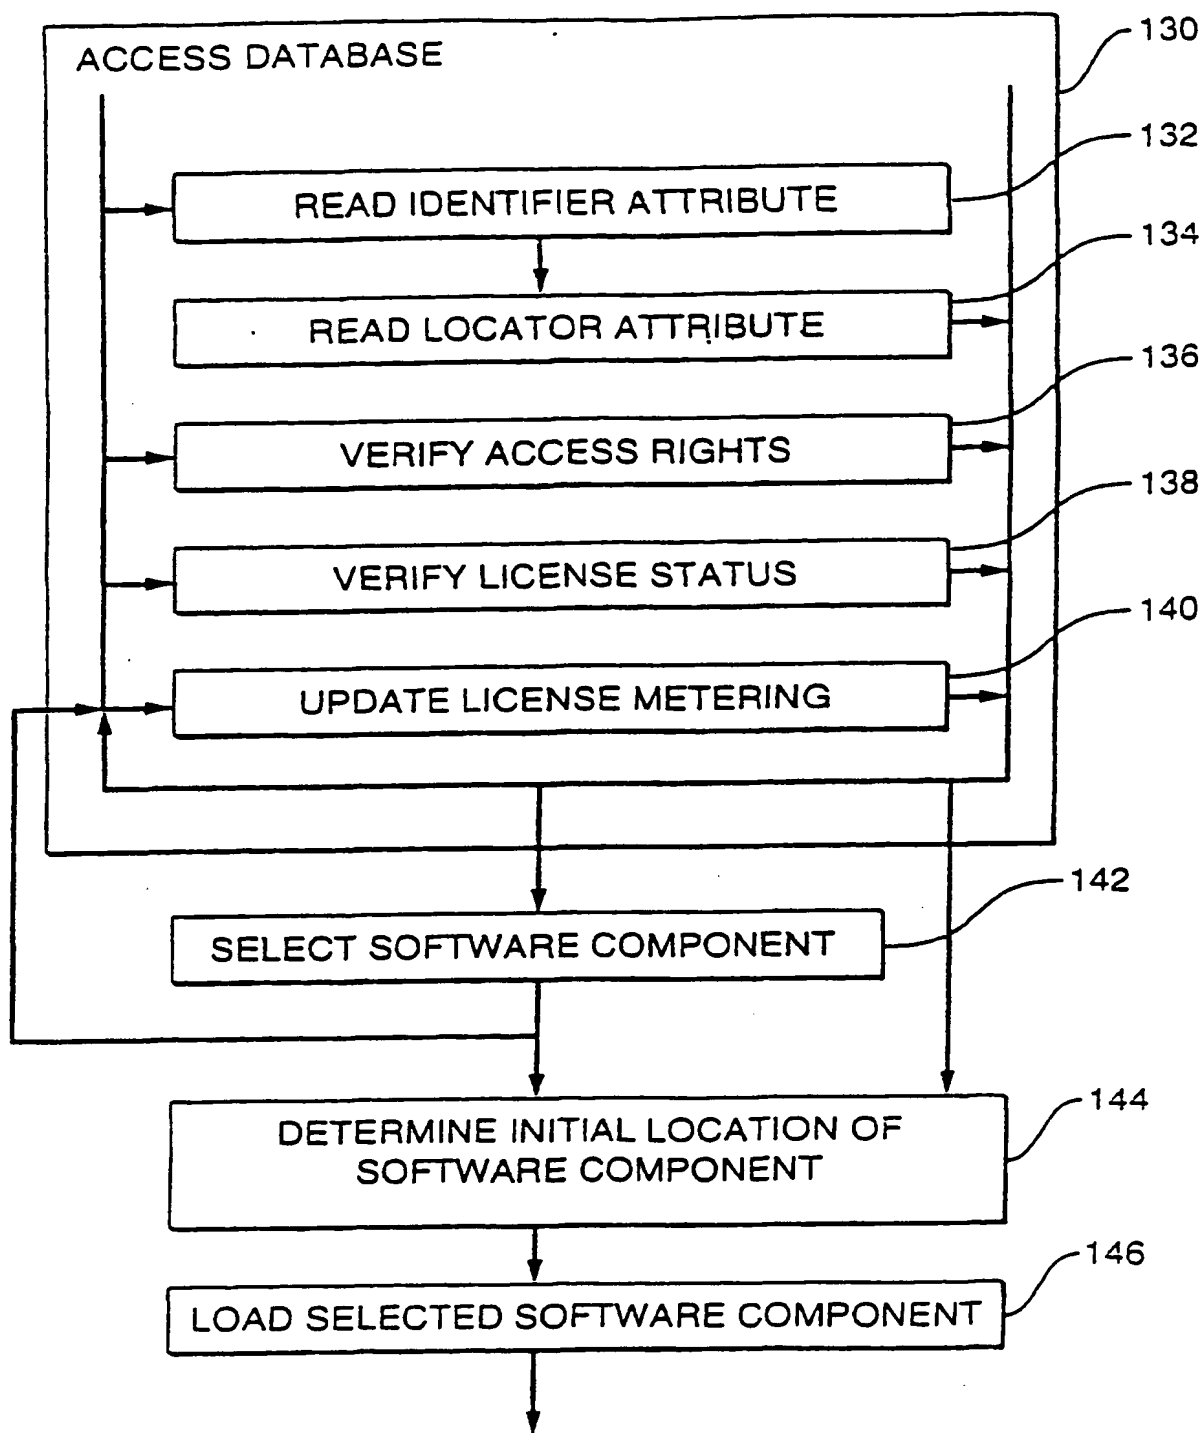 ACCESS DATABASE
130
132
READ IDENTIFIER ATTRIBUTE
134
READ LOCATOR ATTRIBUTE
136
VERIFY ACCESS RIGHTS
138
VERIFY LICENSE STATUS
140
UPDATE LICENSE METERING
142
SELECT SOFTWARE COMPONENT
144
DETERMINE INITIAL LOCATION OF
SOFTWARE COMPONENT
146
LOAD SELECTED SOFTWARE COMPONENT